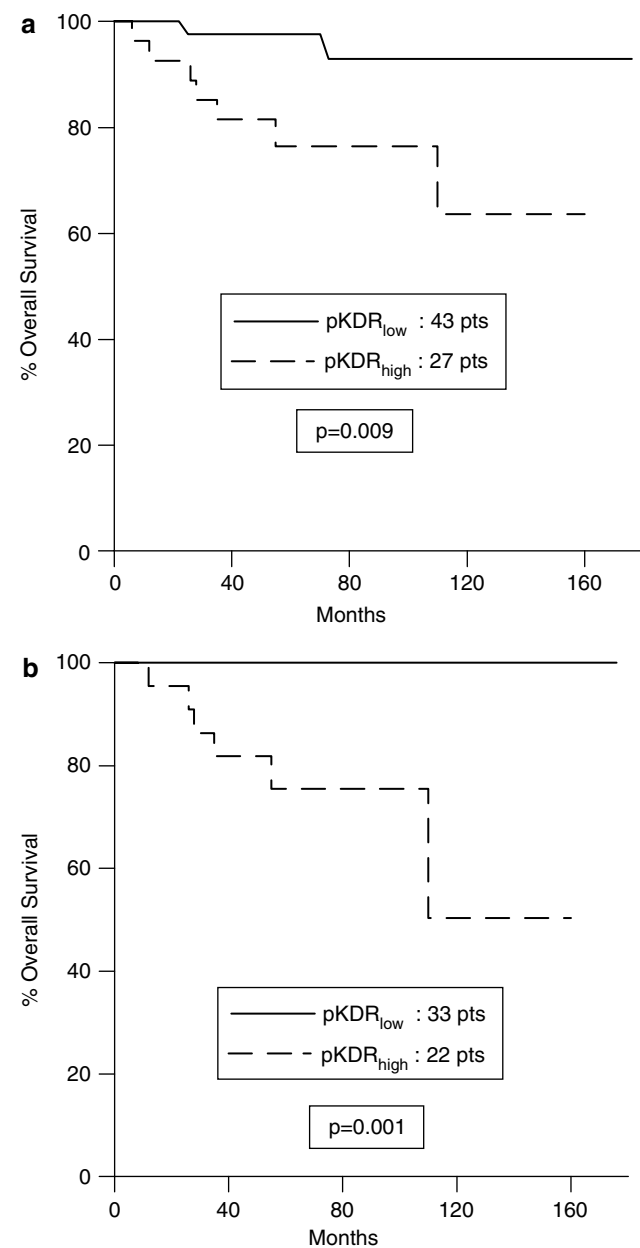 a
100
80
60
40
20
0
% Overall Survival
pKDRlow : 43 pts
pKDRhigh : 27 pts
p=0.009
0 40 80 120 160
Months
b
100
80
60
40
20
0
% Overall Survival
pKDRlow : 33 pts
pKDRhigh : 22 pts
p=0.001
0 40 80 120 160
Months